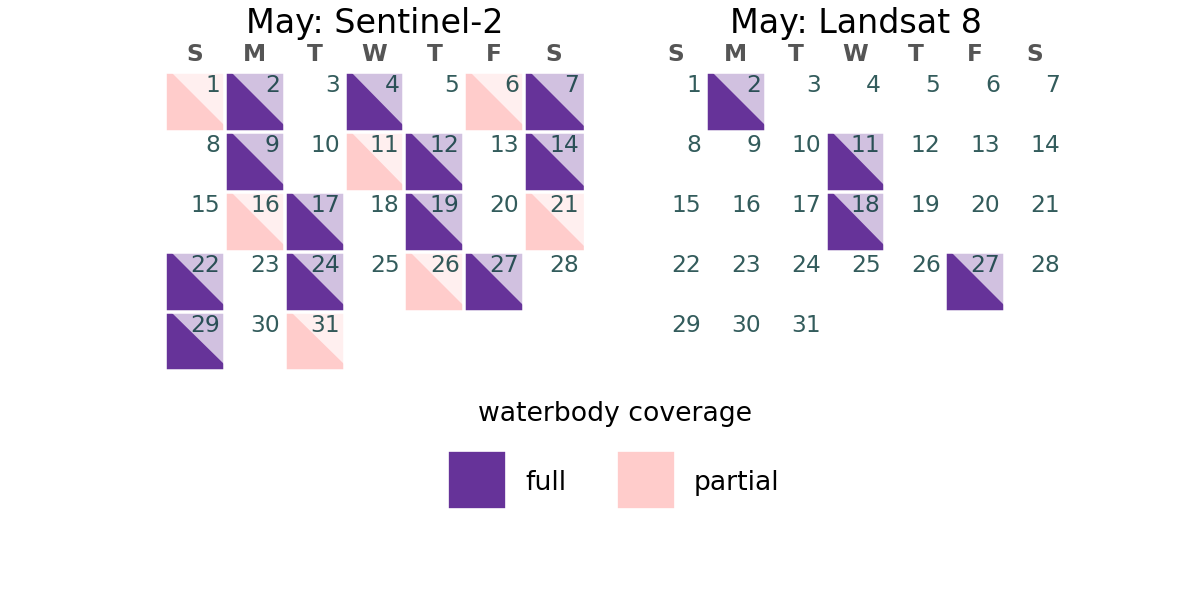 May: Sentinel-2
S M T W T F S
1 2 3 4 5 6 7
8 9 10 11 12 13 14
15 16 17 18 19 20 21
22 23 24 25 26 27 28
29 30 31
May: Landsat 8
S M T W T F S
1 2 3 4 5 6 7
8 9 10 11 12 13 14
15 16 17 18 19 20 21
22 23 24 25 26 27 28
29 30 31
waterbody coverage
full partial